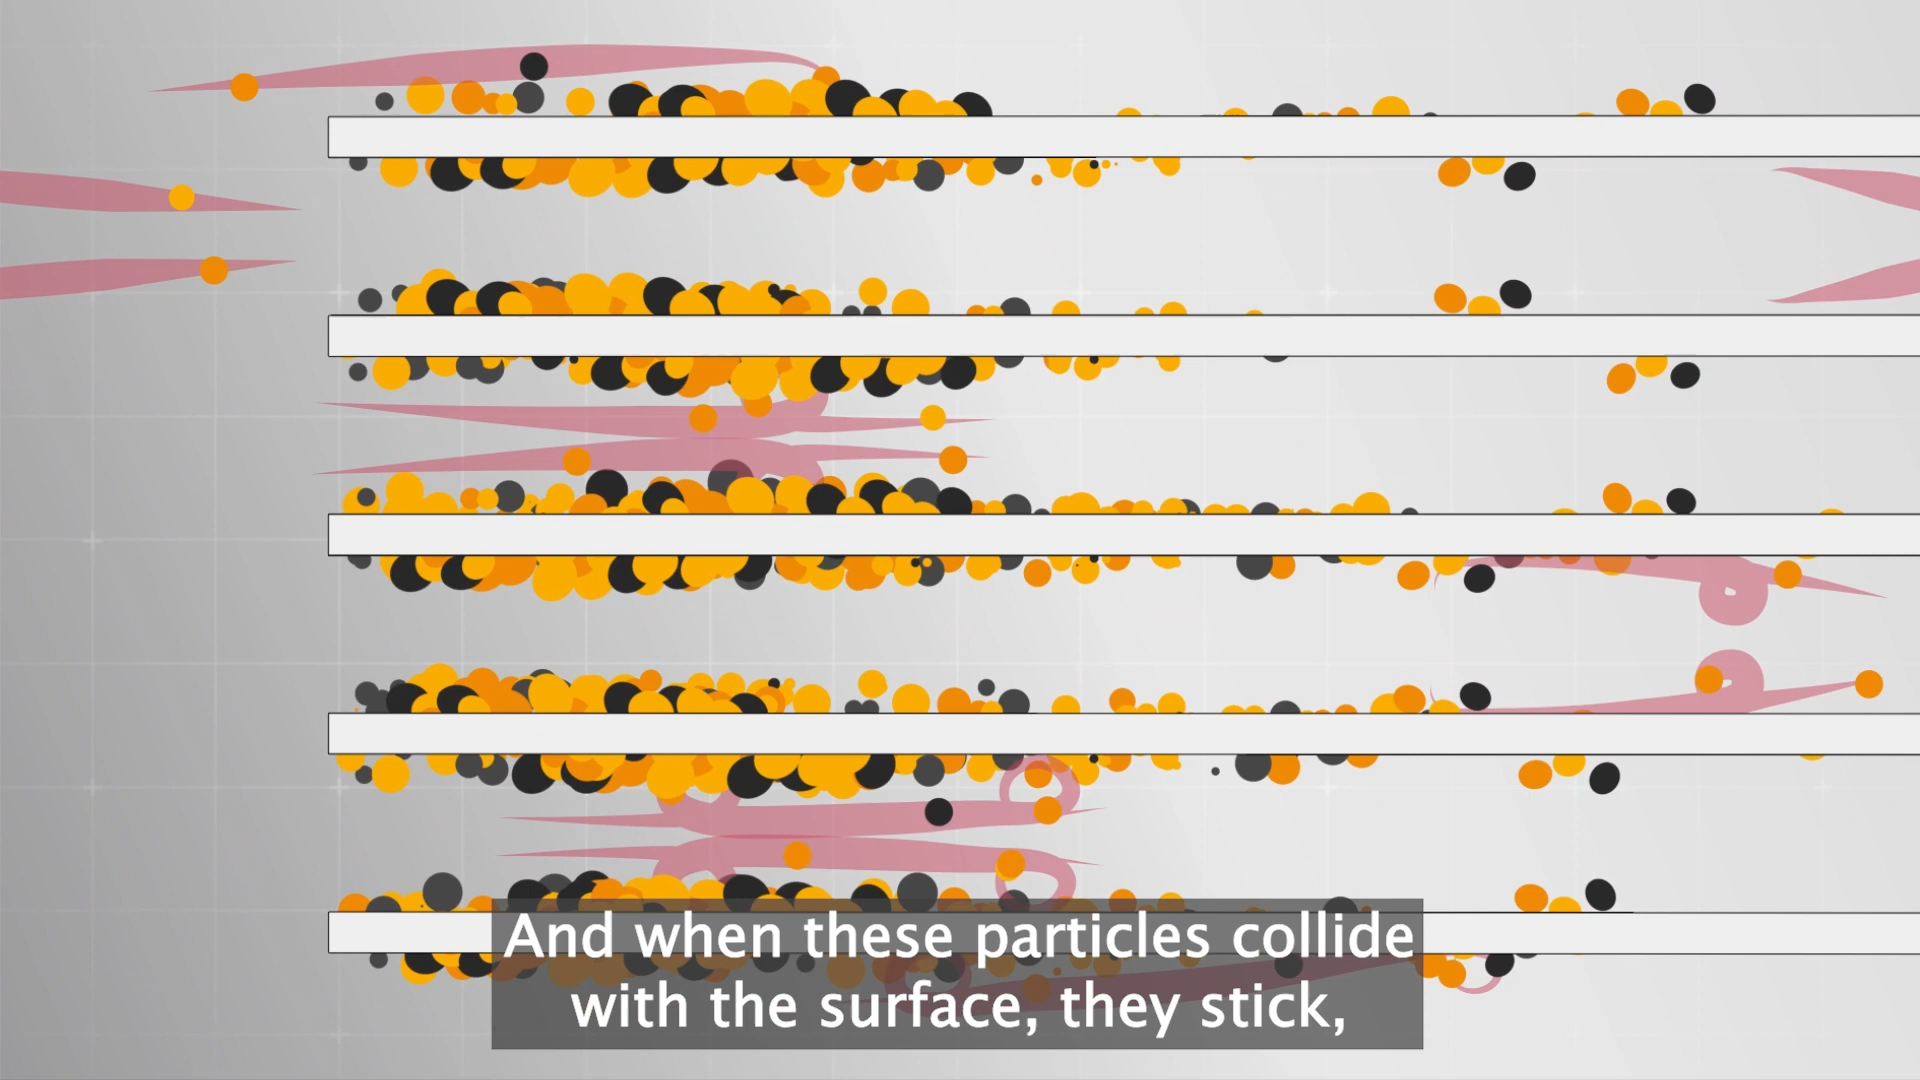 And when these particles collide
with the surface, they stick,